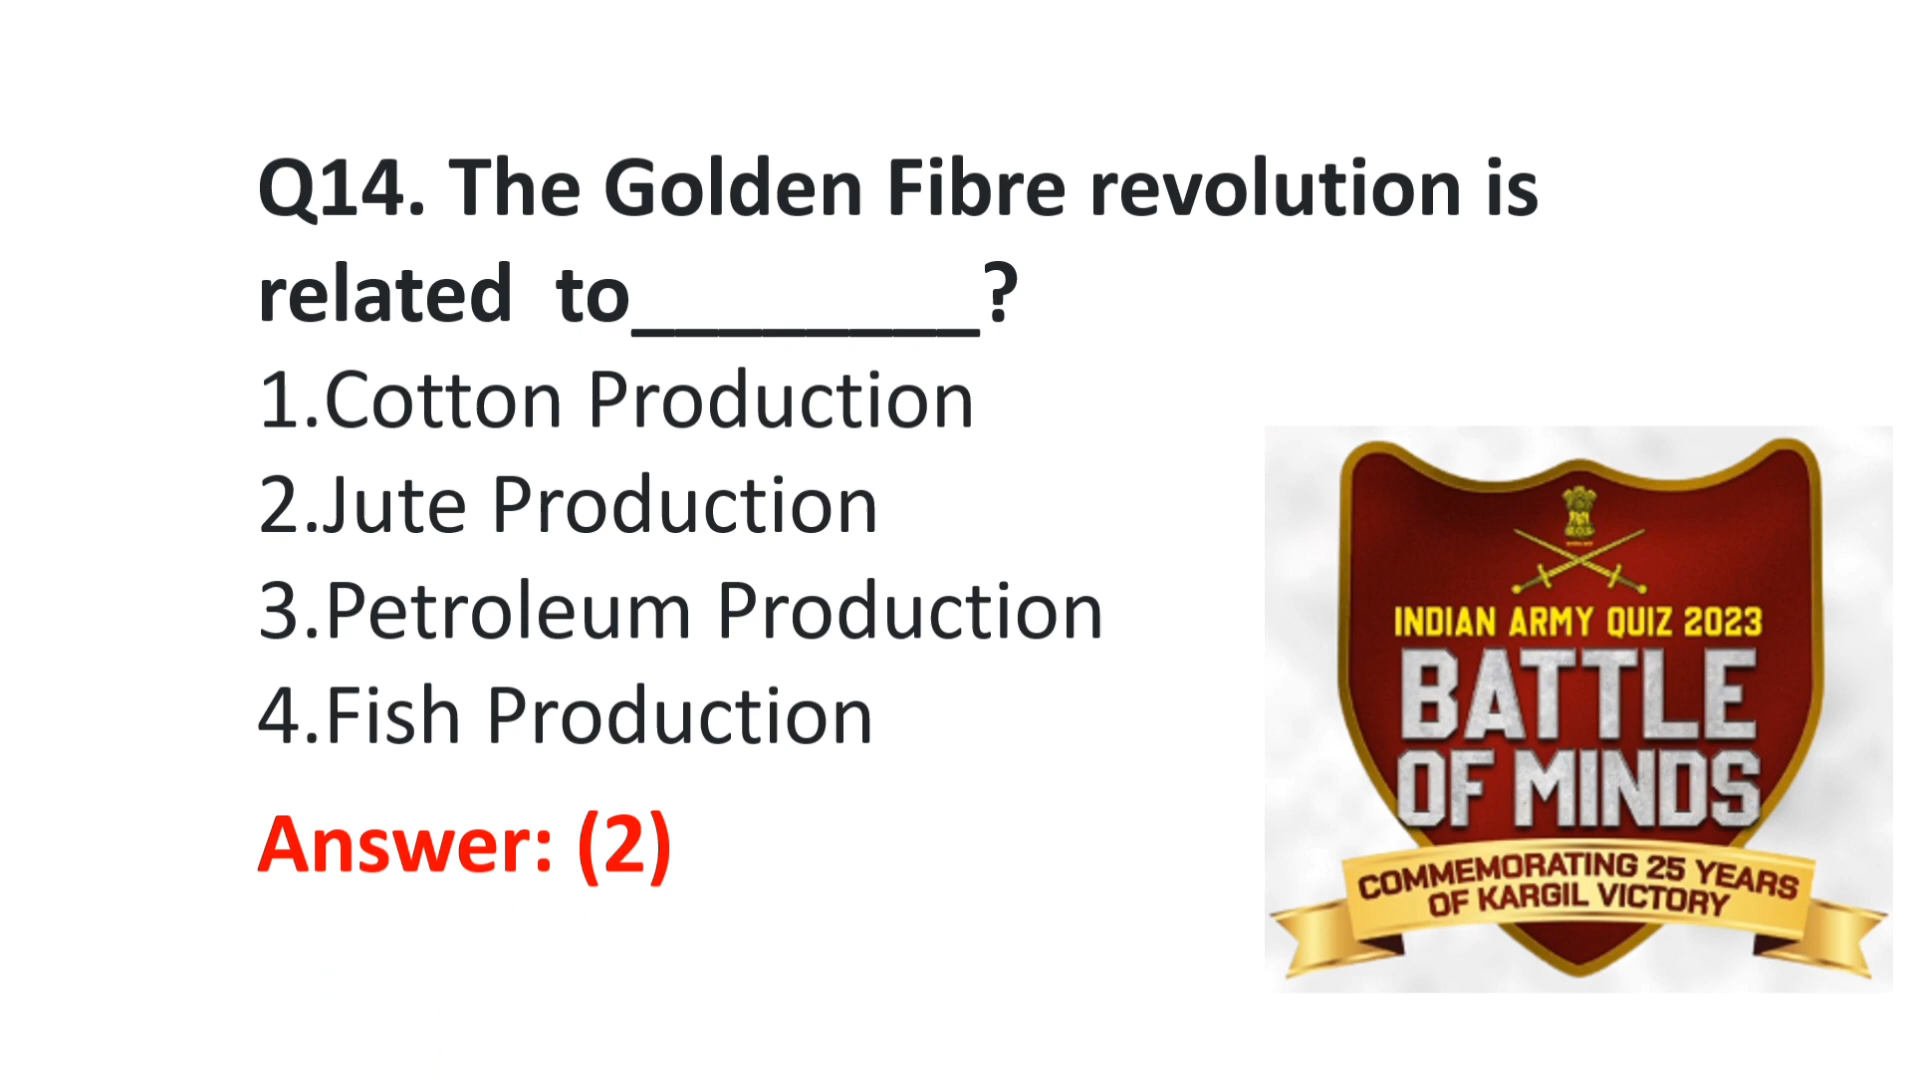 Q14. The Golden Fibre revolution is
related  to________?
1.Cotton Production
2.Jute Production
3.Petroleum Production
4.Fish Production
Answer: (2)
INDIAN ARMY QUIZ 2023
BATTLE
OF MINDS
COMMEMORATING 25 YEARS
OF KARGIL VICTORY